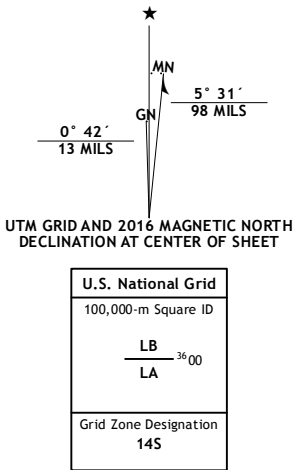 MN
GN
5° 31´
98 MILS
0° 42´
13 MILS
UTM GRID AND 2016 MAGNETIC NORTH
DECLINATION AT CENTER OF SHEET
U.S. National Grid
100,000-m Square ID
LB
3600
LA
Grid Zone Designation
14S